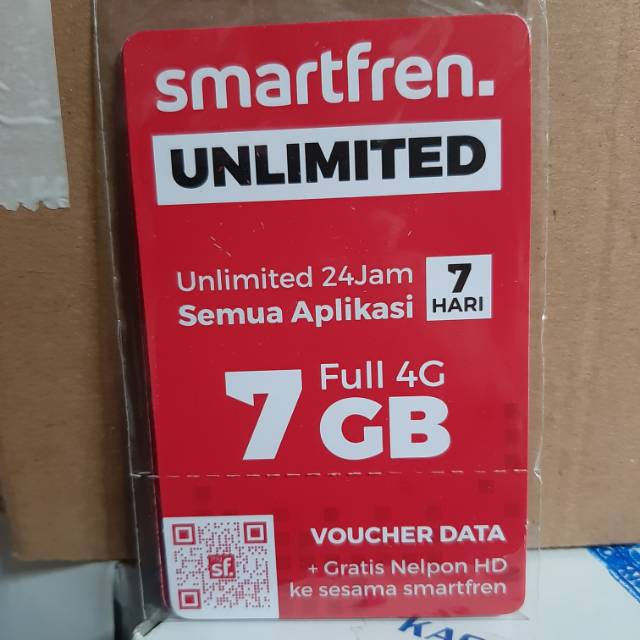 smartfren.
UNLIMITED
Unlimited 24Jam
Semua Aplikasi
7
HARI
7
Full 4G
GB
sf.
VOUCHER DATA
+ Gratis Nelpon HD
ke sesama smartfren